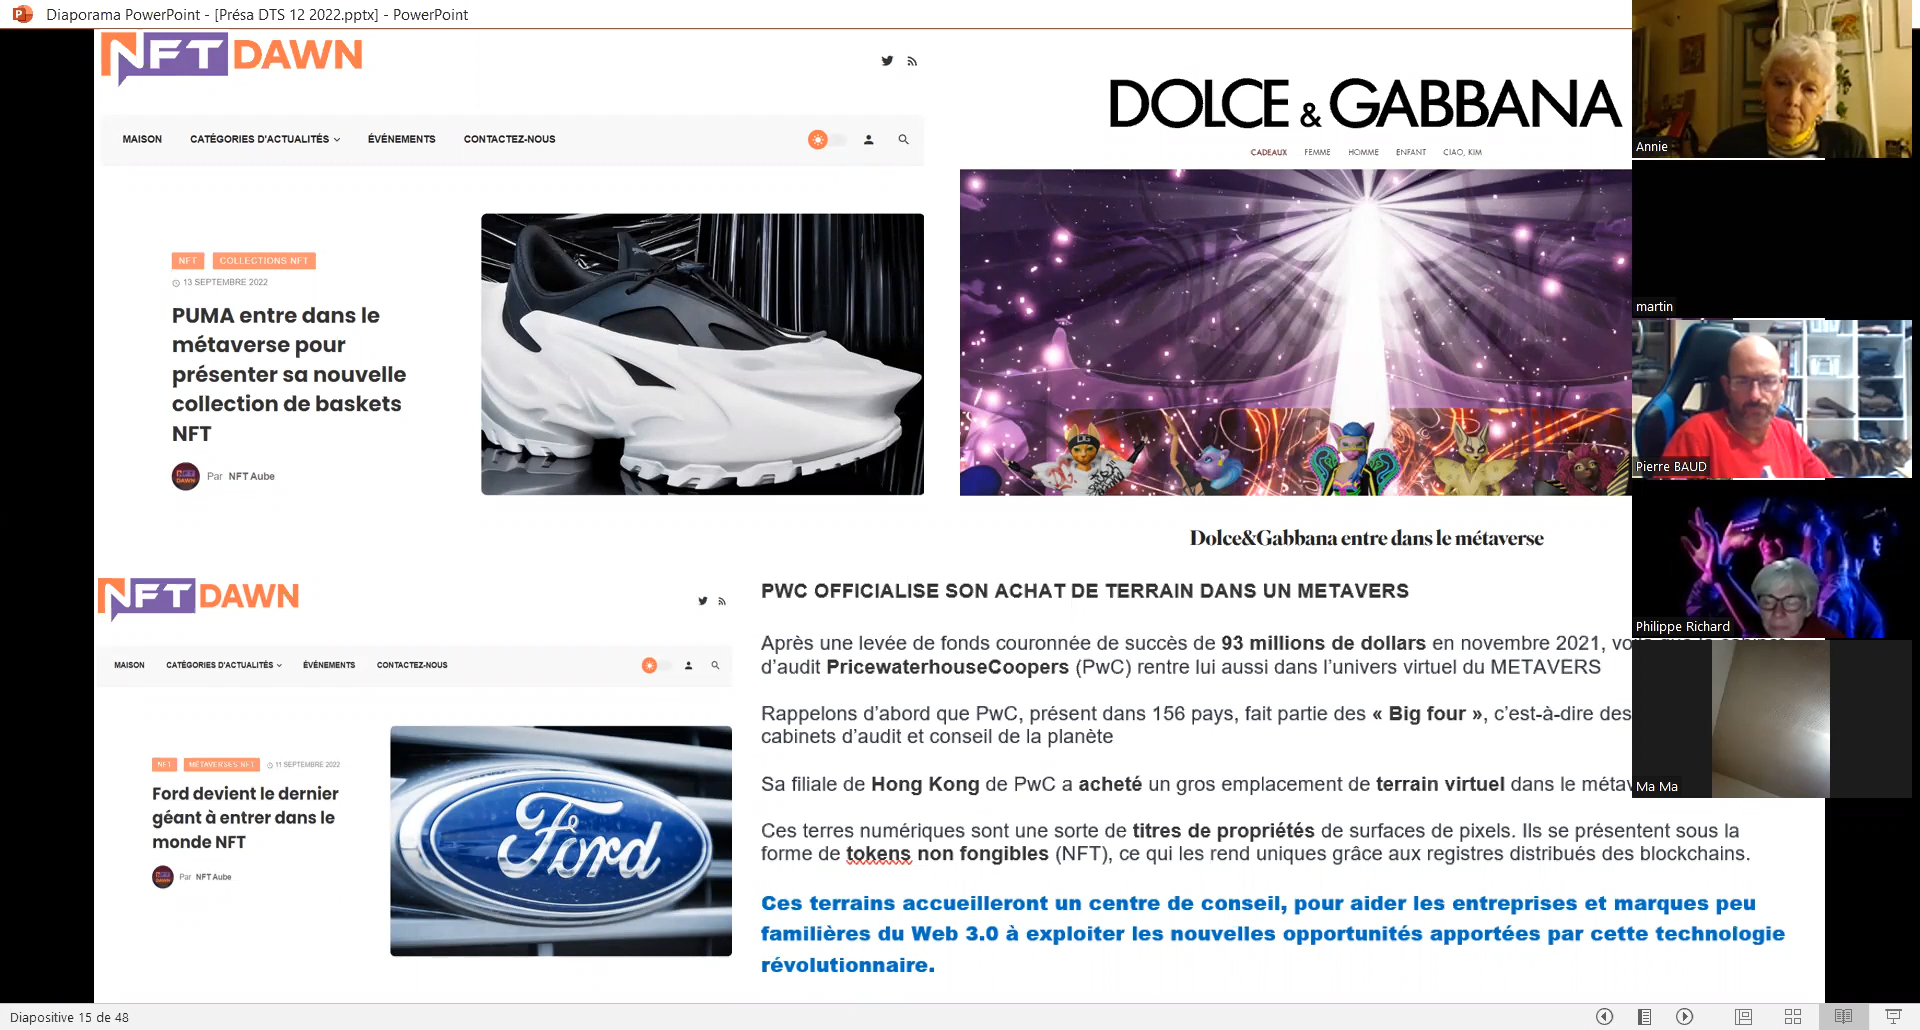 Diaporama PowerPoint - [Présa DTS 12 2022.pptx] - PowerPoint
NFT DAWN
MAISON CATÉGORIES D'ACTUALITÉS ÉVÉNEMENTS CONTACTEZ-NOUS
NFT COLLECTIONS NFT
13 SEPTEMBRE 2022
PUMA entre dans le
métaverse pour
présenter sa nouvelle
collection de baskets
NFT
Par NFT Aube
DOLCE & GABBANA
CADEAUX FEMME HOMME ENFANT CIAO, KIM
Dolce&Gabbana entre dans le métaverse
NFT DAWN
MAISON CATÉGORIES D'ACTUALITÉS ÉVÉNEMENTS CONTACTEZ-NOUS
NFT MÉTAVERSES NFT 11 SEPTEMBRE 2022
Ford devient le dernier
géant à entrer dans le
monde NFT
Par NFT Aube
Ford
PWC OFFICIALISE SON ACHAT DE TERRAIN DANS UN METAVERS
Après une levée de fonds couronnée de succès de 93 millions de dollars en novembre 2021,
d'audit PricewaterhouseCoopers (PwC) rentre lui aussi dans l'univers virtuel du METAVERS
Rappelons d'abord que PwC, présent dans 156 pays, fait partie des « Big four », c'est-à-dire des
cabinets d'audit et conseil de la planète
Sa filiale de Hong Kong de PwC a acheté un gros emplacement de terrain virtuel dans le
Ces terres numériques sont une sorte de titres de propriétés de surfaces de pixels. Ils se présentent sous la
forme de tokens non fongibles (NFT), ce qui les rend uniques grâce aux registres distribués des blockchains.
Ces terrains accueilleront un centre de conseil, pour aider les entreprises et marques peu
familières du Web 3.0 à exploiter les nouvelles opportunités apportées par cette technologie
révolutionnaire.
Annie
martin
Pierre BAUD
Philippe Richard
Ma Ma
Diapositive 15 de 48